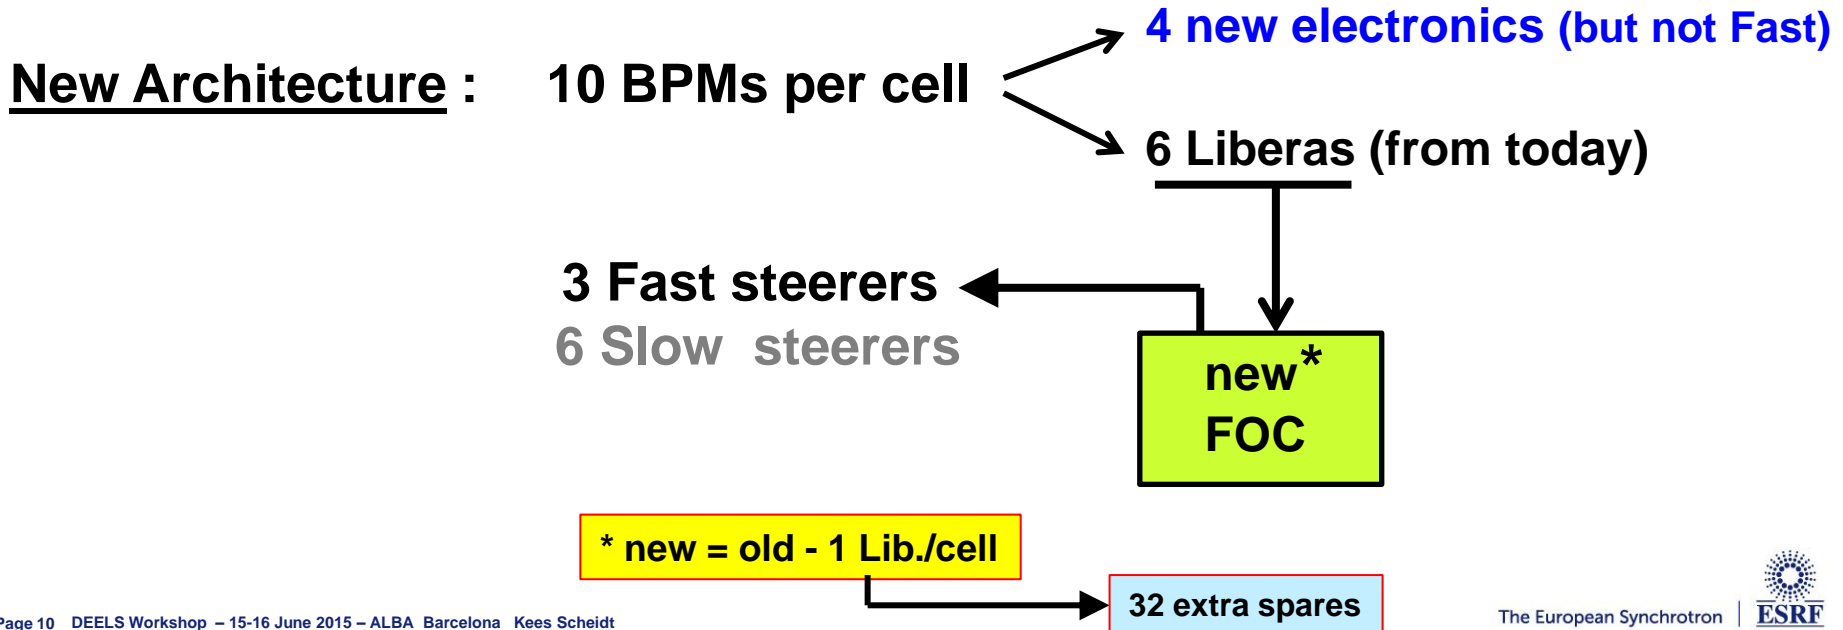 4 new electronics (but not Fast)
New Architecture : 10 BPMs per cell
6 Liberas (from today)
3 Fast steerers
6 Slow steerers
new*
FOC
* new = old - 1 Lib./cell
32 extra spares
Page 10 DEELS Workshop – 15-16 June 2015 – ALBA Barcelona Kees Scheidt
The European Synchrotron | ESRF